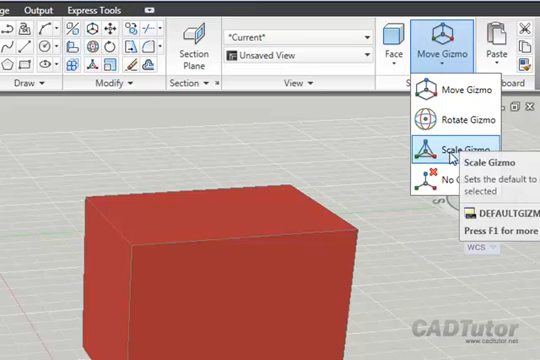 ge
Output
Express Tools
*Current*
Unsaved View
Section
Plane
Face
Move Gizmo
Paste
Draw
Modify
Section
View
S
board
Move Gizmo
Rotate Gizmo
Scale Gizmo
No
Scale Gizmo
Sets the default to
selected
DEFAULTGIZM
Press F1 for more
S
WCS
CADTutor
www.cadtutor.net